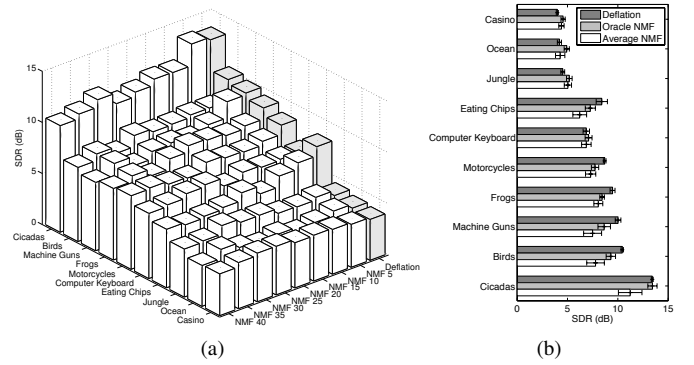 15
10
5
0
SDR (dB)
Cicadas
Birds
Machine Guns
Frogs
Motorcycles
Computer Keyboard
Eating Chips
Jungle
Ocean
Casino
NMF 40
NMF 35
NMF 30
NMF 25
NMF 20
NMF 15
NMF 10
NMF 5
Deflation
(a)
Deflation
Oracle NMF
Average NMF
Casino
Ocean
Jungle
Eating Chips
Computer Keyboard
Motorcycles
Frogs
Machine Guns
Birds
Cicadas
0 5 10 15
SDR (dB)
(b)